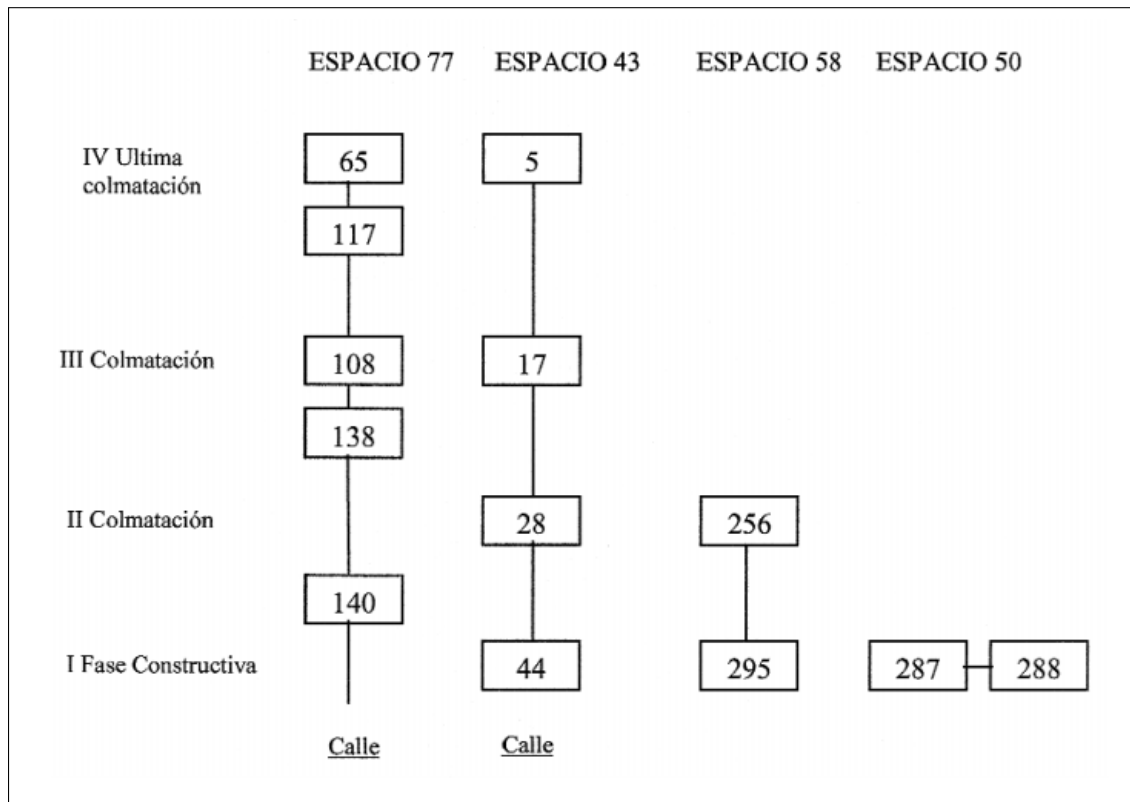 ESPACIO 77 ESPACIO 43 ESPACIO 58 ESPACIO 50
IV Ultima
colmatación
65 5
117
III Colmatación 108 17
138
II Colmatación 28 256
140
I Fase Constructiva 44 295 287 288
Calle Calle